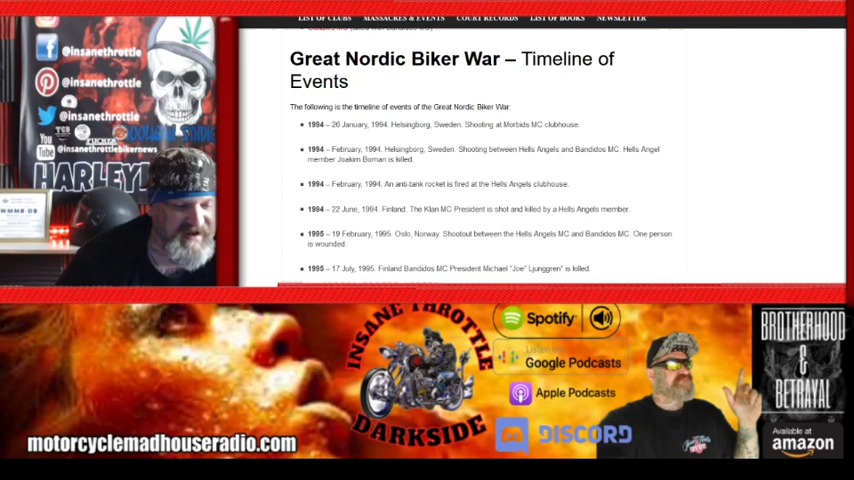 LIST OF CLUBS MASSACRES & EVENTS COURT RECORDS LIST OF BOOKS NEWSLETTER
Great Nordic Biker War – Timeline of
Events
The following is the timeline of events of the Great Nordic Biker War:
1994 – 26 January, 1994. Helsingborg, Sweden. Shooting at Morbids MC clubhouse.
1994 – February, 1994. Helsingborg, Sweden. Shooting between Hells Angels and Bandidos MC. Hells Angel
member Joakim Boman is killed.
1994 – February, 1994. An anti-tank rocket is fired at the Hells Angels clubhouse.
1994 – 22 June, 1994. Finland. The Klan MC President is shot and killed by a Hells Angels member.
1995 – 19 February, 1995. Oslo, Norway. Shootout between the Hells Angels MC and Bandidos MC. One person
is wounded.
1995 – 17 July, 1995. Finland Bandidos MC President Michael "Joe" Ljunggren" is killed.
@insanethrottle
@insanethrottle
@insanethrottle
@insanethrottle
You
Tube
@insanethrottlebikernews
HARLEY
INSANE THROTTLE
DARKSIDE
motorcyclemadhouseradio.com
Spotify
Listen on
Google Podcasts
Apple Podcasts
DISCORD
BROTHERHOOD
&
BETRAYAL
Available at
amazon